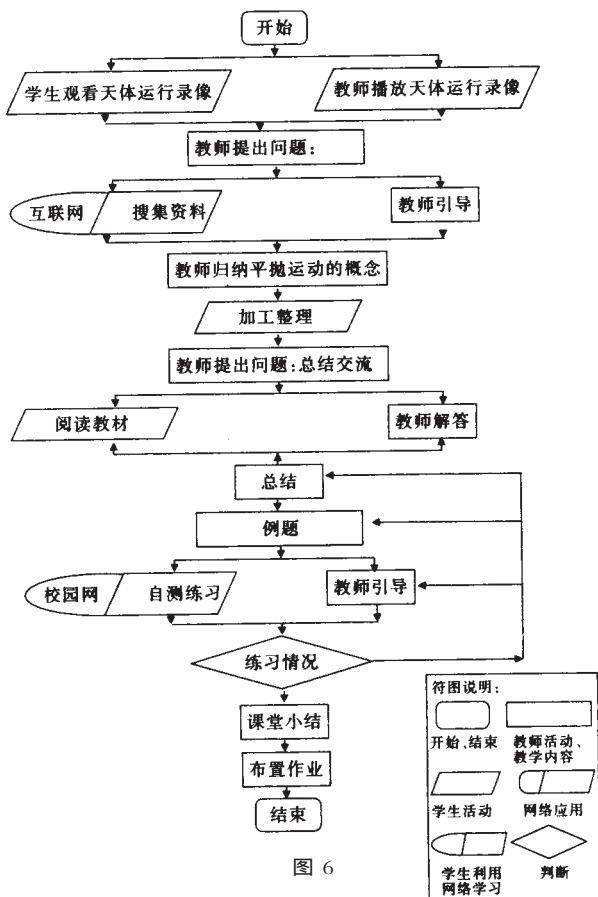 开始
学生观看天体运行录像
教师播放天体运行录像
教师提出问题:
互联网
搜集资料
教师引导
教师归纳平抛运动的概念
加工整理
教师提出问题:总结交流
阅读教材
教师解答
总结
例题
校园网
自测练习
教师引导
练习情况
课堂小结
布置作业
结束
图 6
符图说明:
开始、结束
教师活动、
教学内容
学生活动
网络应用
学生利用
网络学习
判断